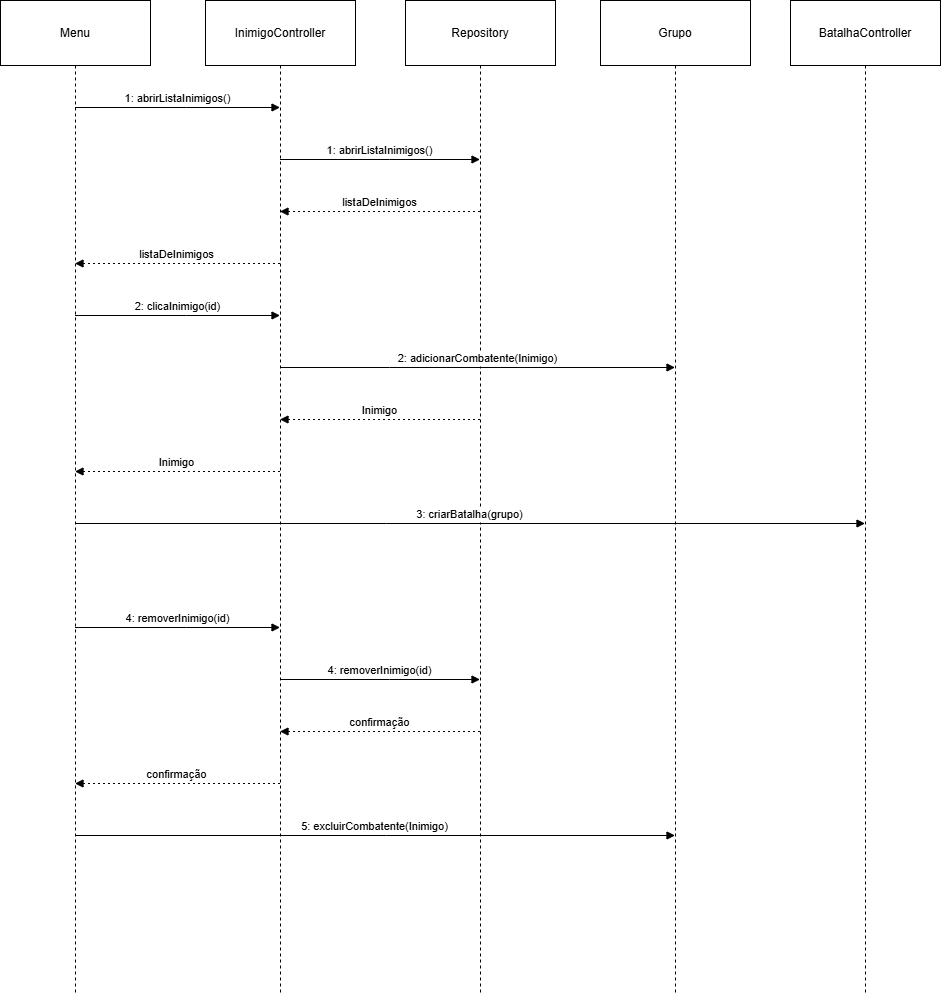 Menu
InimigoController
Repository
Grupo
BatalhaController
1: abrirListaInimigos()
1: abrirListaInimigos()
listaDeInimigos
listaDeInimigos
2: clicaInimigo(id)
2: adicionarCombatente(Inimigo)
Inimigo
Inimigo
3: criarBatalha(grupo)
4: removerInimigo(id)
4: removerInimigo(id)
confirmação
confirmação
5: excluirCombatente(Inimigo)